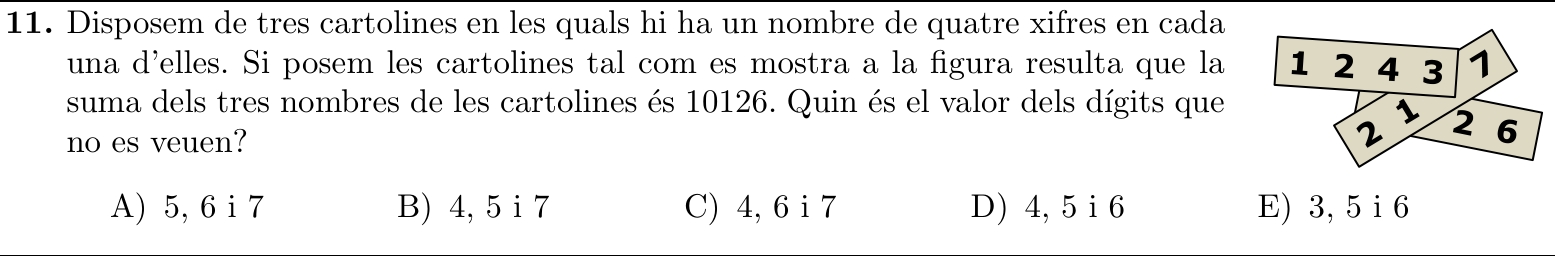 11. Disposem de tres cartolines en les quals hi ha un nombre de quatre xifres en cada
una d'elles. Si posem les cartolines tal com es mostra a la figura resulta que la
suma dels tres nombres de les cartolines és 10126. Quin és el valor dels dígits que
no es veuen?
1 2 4 3
2 1 7
2 6
A) 5, 6 i 7 B) 4, 5 i 7 C) 4, 6 i 7 D) 4, 5 i 6 E) 3, 5 i 6